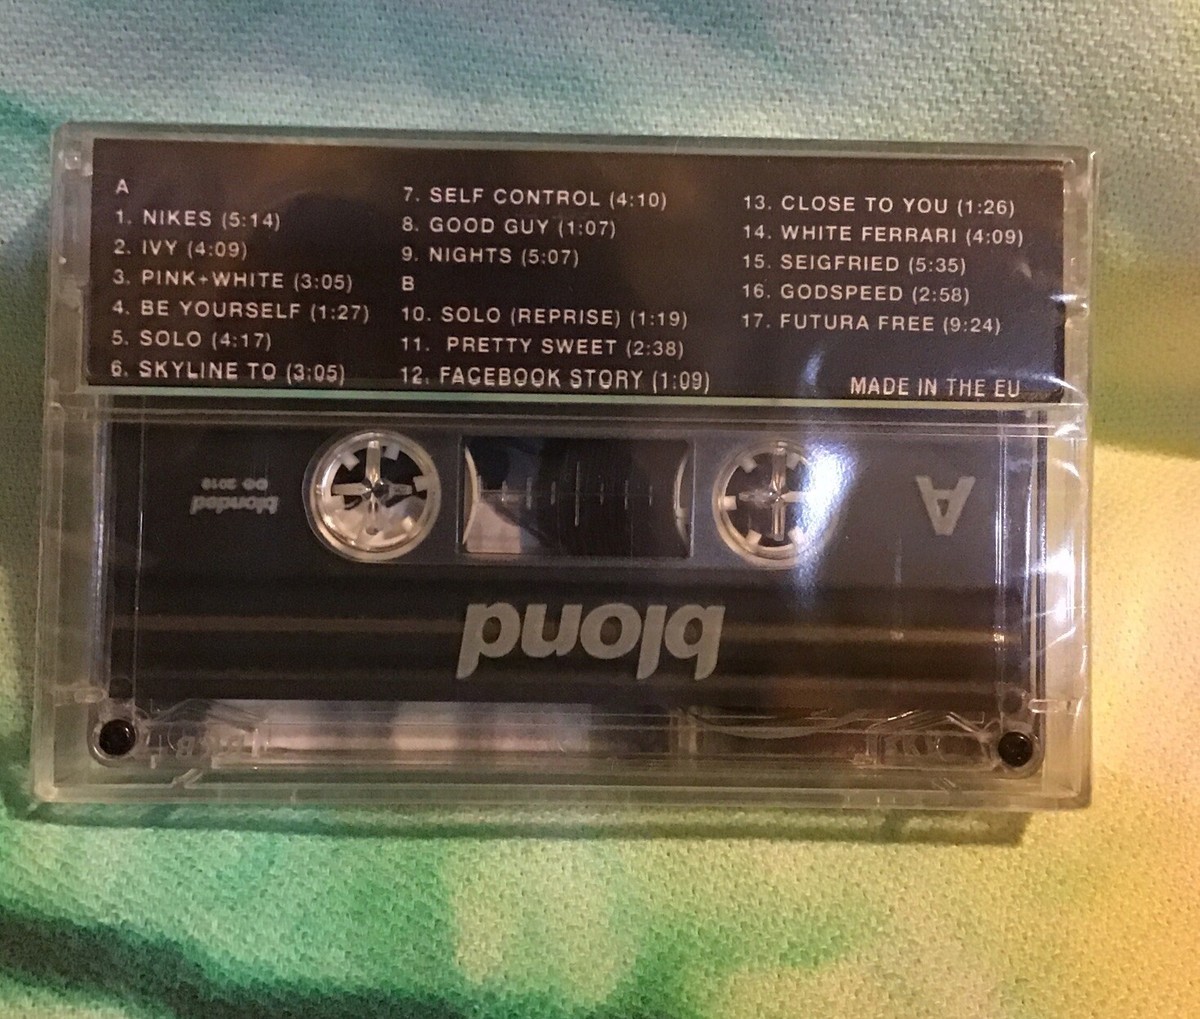 A
1. NIKES (5:14)
2. IVY (4:09)
3. PINK+WHITE (3:05)
4. BE YOURSELF (1:27)
5. SOLO (4:17)
6. SKYLINE TO (3:05)
7. SELF CONTROL (4:10)
8. GOOD GUY (1:07)
9. NIGHTS (5:07)
B
10. SOLO (REPRISE) (1:19)
11. PRETTY SWEET (2:38)
12. FACEBOOK STORY (1:09)
13. CLOSE TO YOU (1:26)
14. WHITE FERRARI (4:09)
15. SEIGFRIED (5:35)
16. GODSPEED (2:58)
17. FUTURA FREE (9:24)
MADE IN THE EU
A
blonded
℗© 2018
blond